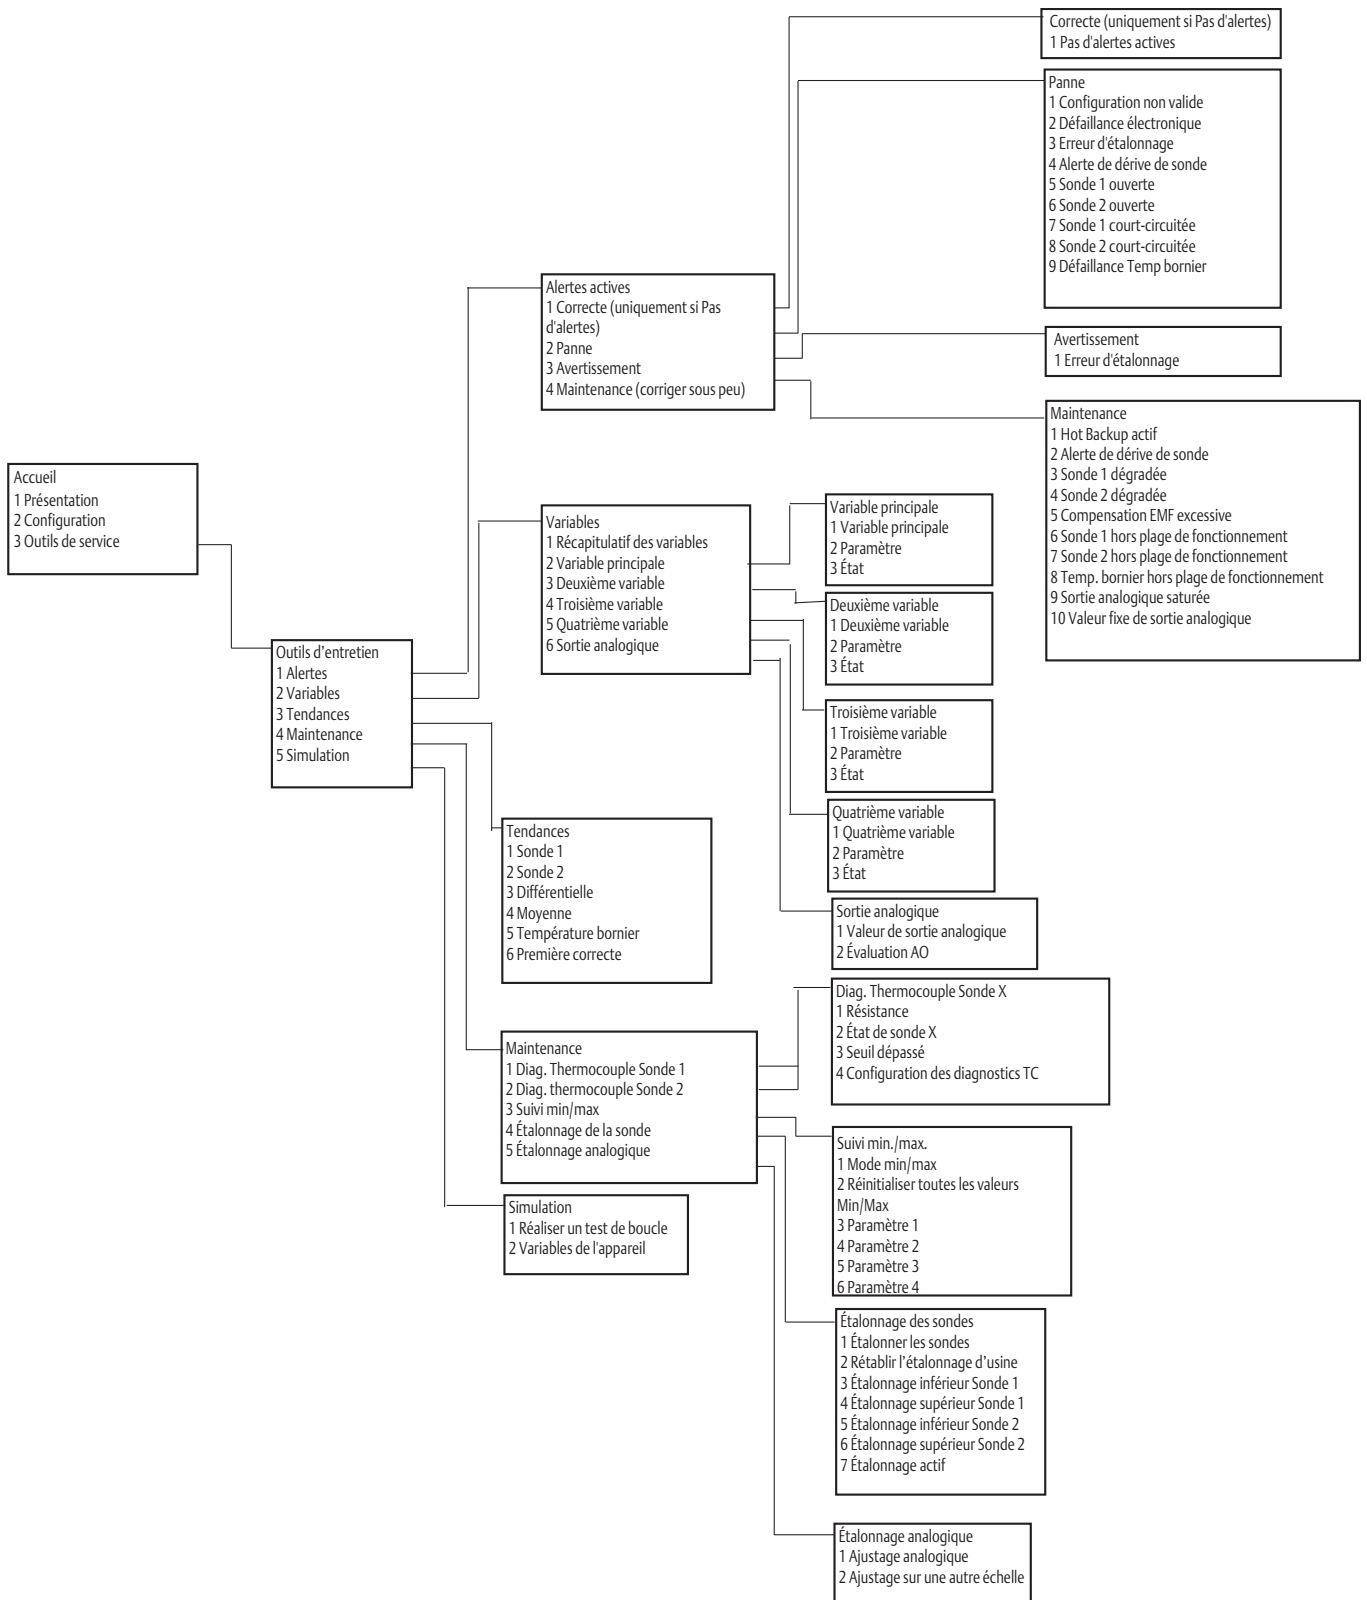 Accueil
1 Présentation
2 Configuration
3 Outils de service
Outils d'entretien
1 Alertes
2 Variables
3 Tendances
4 Maintenance
5 Simulation
Alertes actives
1 Correcte (uniquement si Pas
d'alertes)
2 Panne
3 Avertissement
4 Maintenance (corriger sous peu)
Variables
1 Récapitulatif des variables
2 Variable principale
3 Deuxième variable
4 Troisième variable
5 Quatrième variable
6 Sortie analogique
Tendances
1 Sonde 1
2 Sonde 2
3 Différentielle
4 Moyenne
5 Température bornier
6 Première correcte
Maintenance
1 Diag. Thermocouple Sonde 1
2 Diag. thermocouple Sonde 2
3 Suivi min/max
4 Étalonnage de la sonde
5 Étalonnage analogique
Simulation
1 Réaliser un test de boucle
2 Variables de l'appareil
Correcte (uniquement si Pas d'alertes)
1 Pas d'alertes actives
Panne
1 Configuration non valide
2 Défaillance électronique
3 Erreur d'étalonnage
4 Alerte de dérive de sonde
5 Sonde 1 ouverte
6 Sonde 2 ouverte
7 Sonde 1 court-circuitée
8 Sonde 2 court-circuitée
9 Défaillance Temp bornier
Avertissement
1 Erreur d'étalonnage
Maintenance
1 Hot Backup actif
2 Alerte de dérive de sonde
3 Sonde 1 dégradée
4 Sonde 2 dégradée
5 Compensation EMF excessive
6 Sonde 1 hors plage de fonctionnement
7 Sonde 2 hors plage de fonctionnement
8 Temp. bornier hors plage de fonctionnement
9 Sortie analogique saturée
10 Valeur fixe de sortie analogique
Variable principale
1 Variable principale
2 Paramètre
3 État
Deuxième variable
1 Deuxième variable
2 Paramètre
3 État
Troisième variable
1 Troisième variable
2 Paramètre
3 État
Quatrième variable
1 Quatrième variable
2 Paramètre
3 État
Sortie analogique
1 Valeur de sortie analogique
2 Évaluation AO
Diag. Thermocouple Sonde X
1 Résistance
2 État de sonde X
3 Seuil dépassé
4 Configuration des diagnostics TC
Suivi min./max.
1 Mode min/max
2 Réinitialiser toutes les valeurs
Min/Max
3 Paramètre 1
4 Paramètre 2
5 Paramètre 3
6 Paramètre 4
Étalonnage des sondes
1 Étalonner les sondes
2 Rétablir l’étalonnage d’usine
3 Étalonnage inférieur Sonde 1
4 Étalonnage supérieur Sonde 1
5 Étalonnage inférieur Sonde 2
6 Étalonnage supérieur Sonde 2
7 Étalonnage actif
Étalonnage analogique
1 Ajustage analogique
2 Ajustage sur une autre échelle